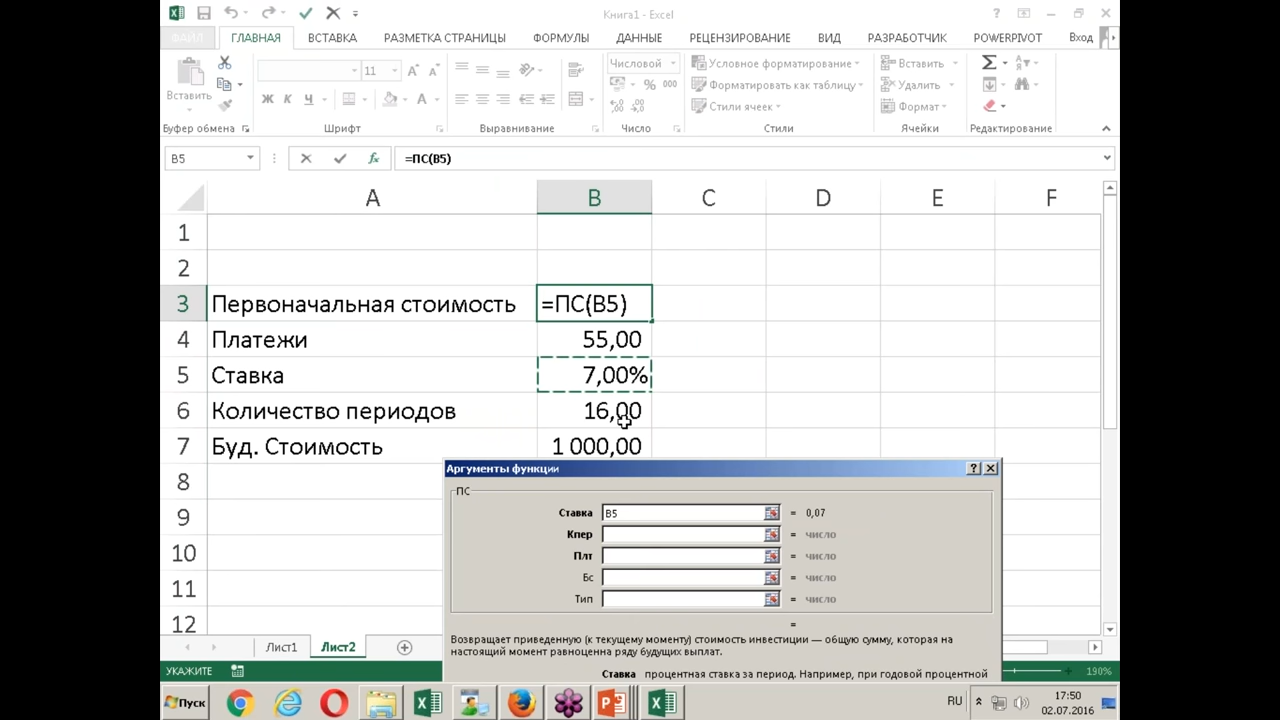 Книга1 - Excel
ФАЙЛ ГЛАВНАЯ ВСТАВКА РАЗМЕТКА СТРАНИЦЫ ФОРМУЛЫ ДАННЫЕ РЕЦЕНЗИРОВАНИЕ ВИД РАЗРАБОТЧИК POWERPIVOT Вход
Вставить
11
Ж К Ч А
Числовой
% 000
Условное форматирование
Форматировать как таблицу
Стили ячеек
Вставить
Удалить
Формат
Буфер обмена Шрифт Выравнивание Число Стили Ячейки Редактирование
B5 fx =ПС(B5)
A B C D E F
1
2
3 Первоначальная стоимость =ПС(B5)
4 Платежи 55,00
5 Ставка 7,00%
6 Количество периодов 16,00
7 Буд. Стоимость 1 000,00
8
9
10
11
12
Аргументы функции
ПС
Ставка B5 = 0,07
Кпер = число
Плт = число
Бс = число
Тип = число
=
Возвращает приведенную (к текущему моменту) стоимость инвестиции — общую сумму, которая на
настоящий момент равноценна ряду будущих выплат.
Ставка процентная ставка за период. Например, при годовой процентной
Лист1 Лист2
УКАЖИТЕ 190%
Пуск RU 17:50
02.07.2016